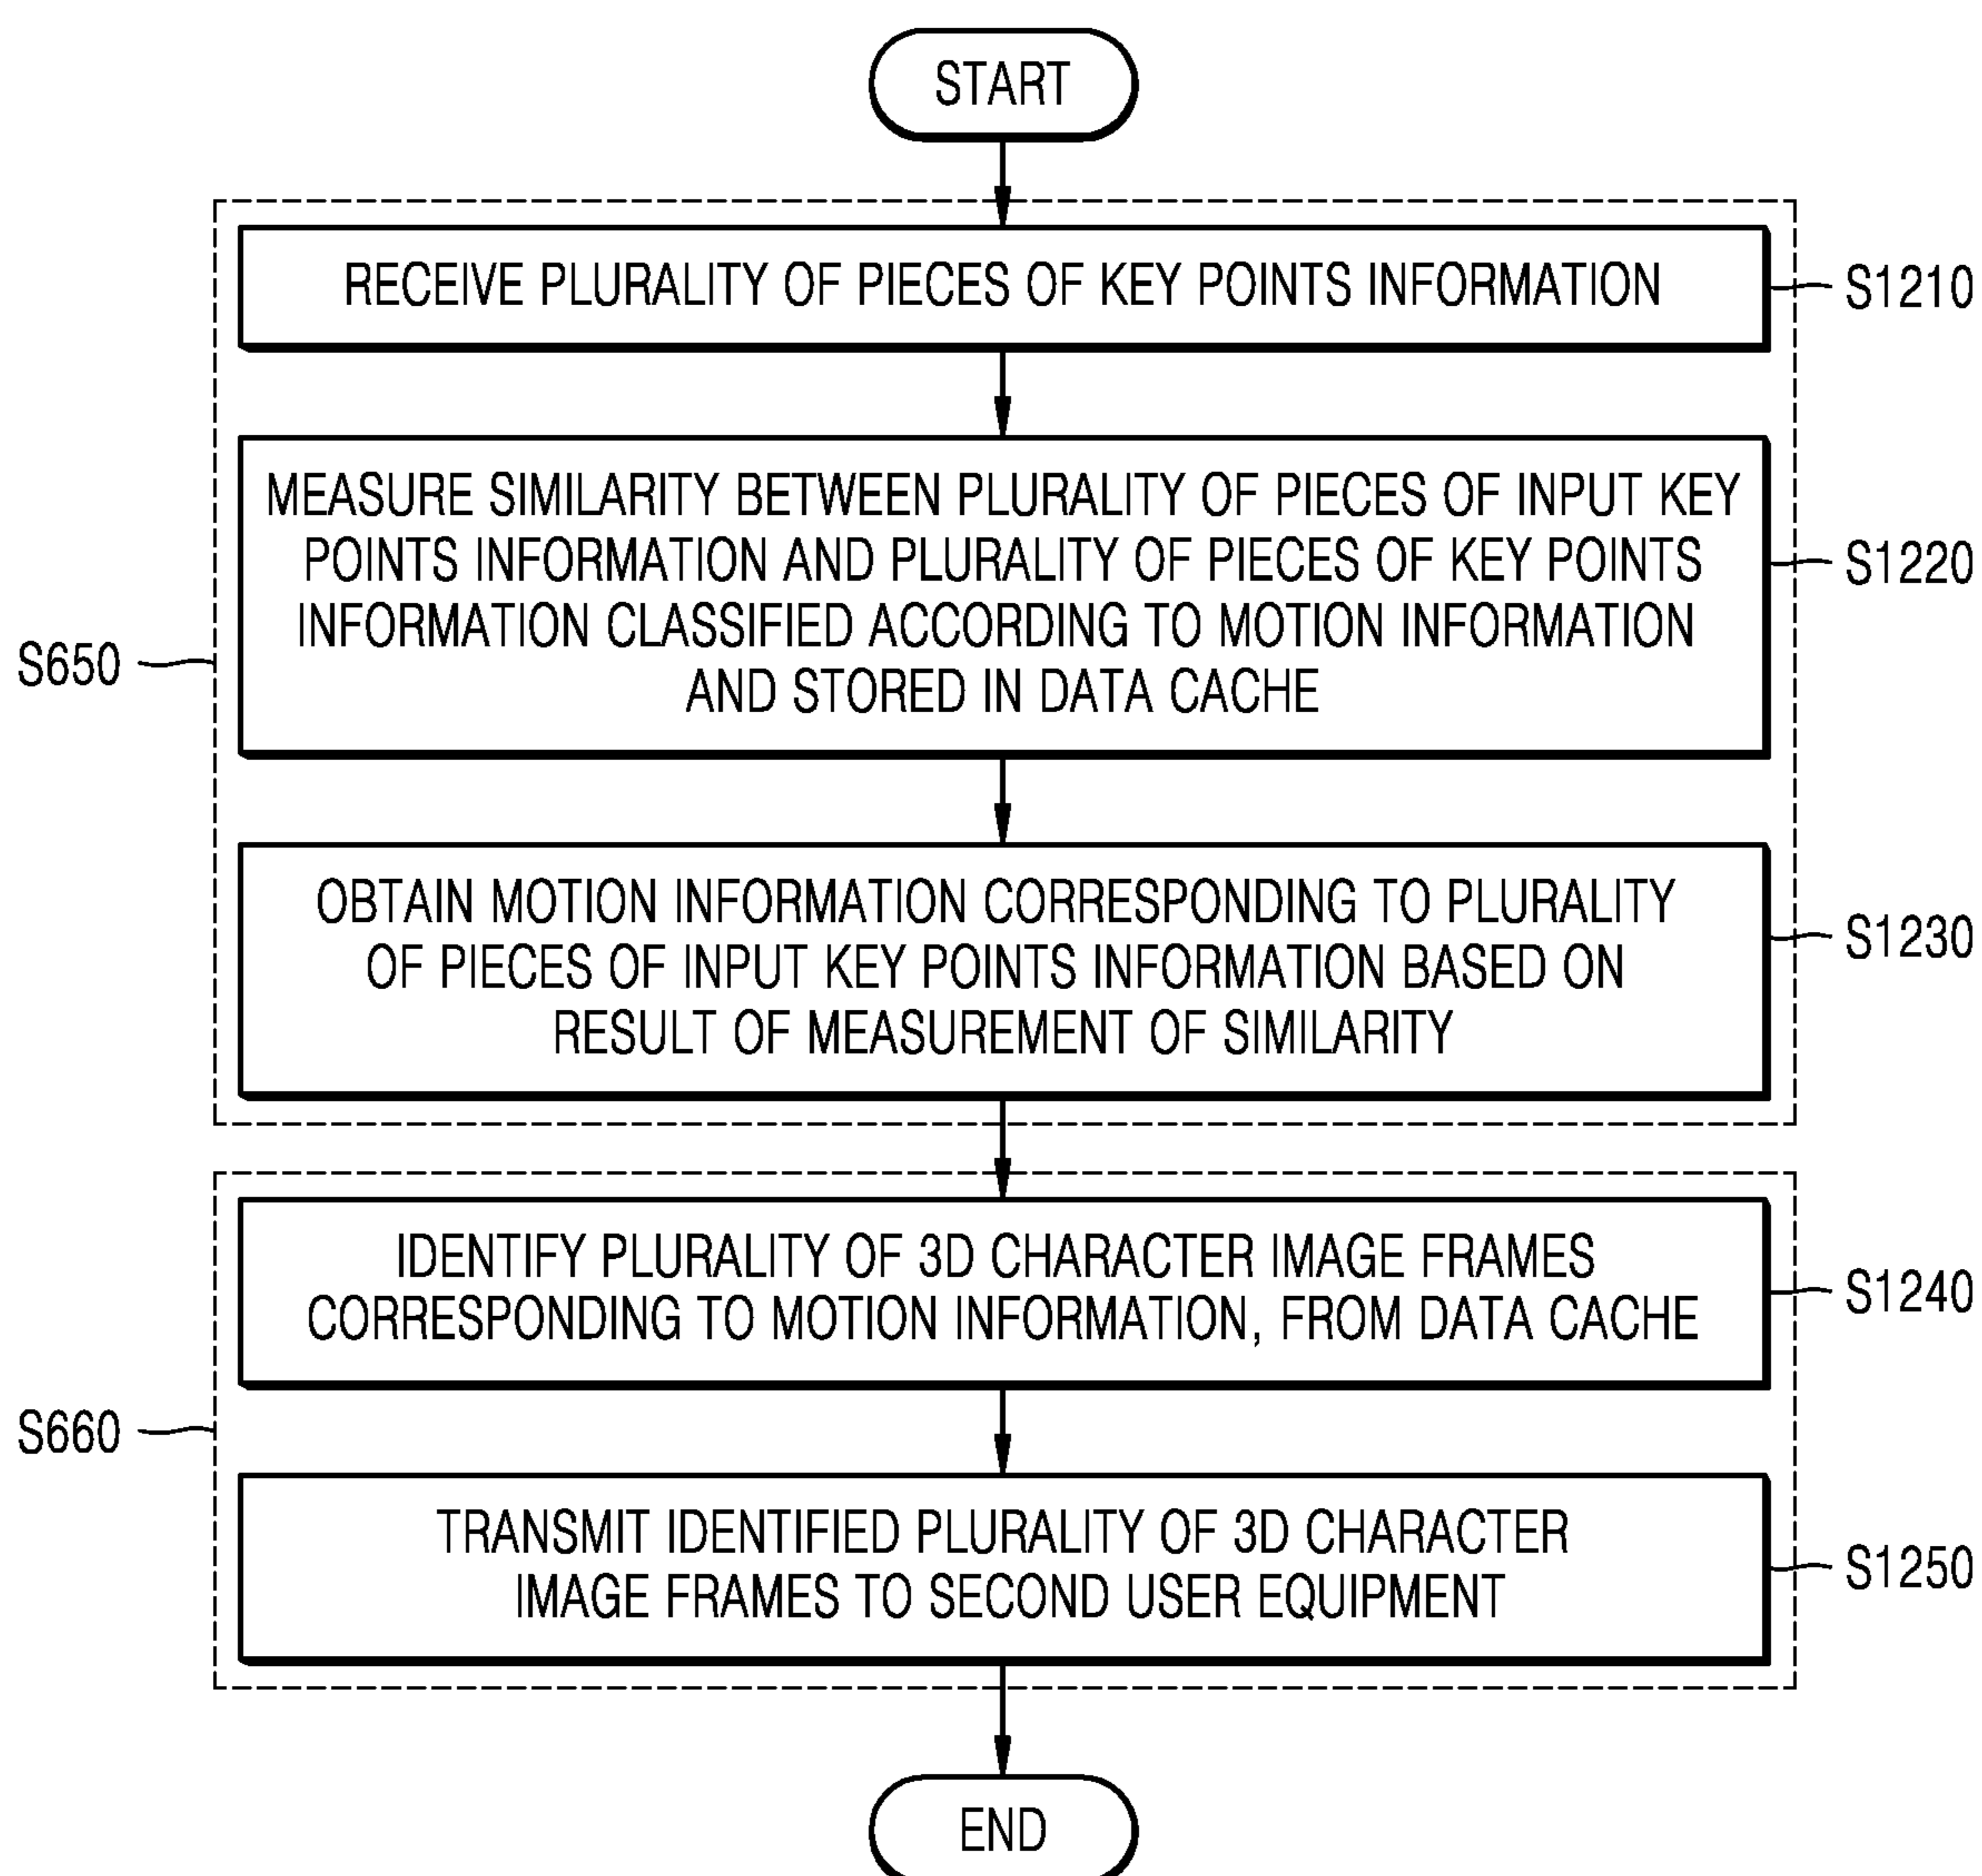 START
RECEIVE PLURALITY OF PIECES OF KEY POINTS INFORMATION
S1210
MEASURE SIMILARITY BETWEEN PLURALITY OF PIECES OF INPUT KEY
POINTS INFORMATION AND PLURALITY OF PIECES OF KEY POINTS
INFORMATION CLASSIFIED ACCORDING TO MOTION INFORMATION
AND STORED IN DATA CACHE
S1220
S650
OBTAIN MOTION INFORMATION CORRESPONDING TO PLURALITY
OF PIECES OF INPUT KEY POINTS INFORMATION BASED ON
RESULT OF MEASUREMENT OF SIMILARITY
S1230
IDENTIFY PLURALITY OF 3D CHARACTER IMAGE FRAMES
CORRESPONDING TO MOTION INFORMATION, FROM DATA CACHE
S1240
S660
TRANSMIT IDENTIFIED PLURALITY OF 3D CHARACTER
IMAGE FRAMES TO SECOND USER EQUIPMENT
S1250
END